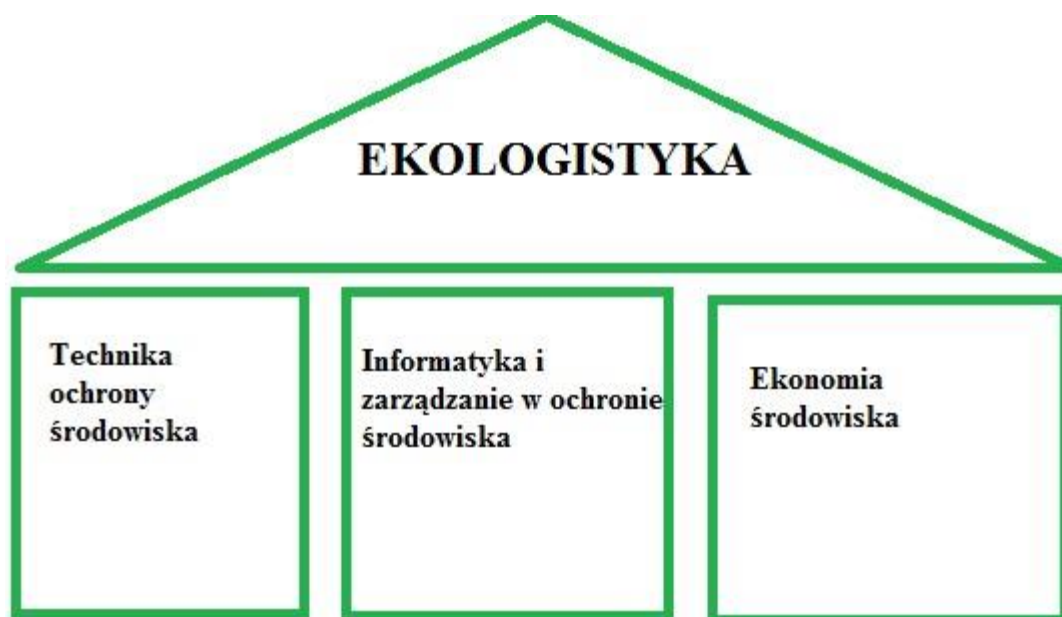 EKOLOGISTYKA
Technika
ochrony
środowiska
Informatyka i
zarządzanie w ochronie
środowiska
Ekonomia
środowiska